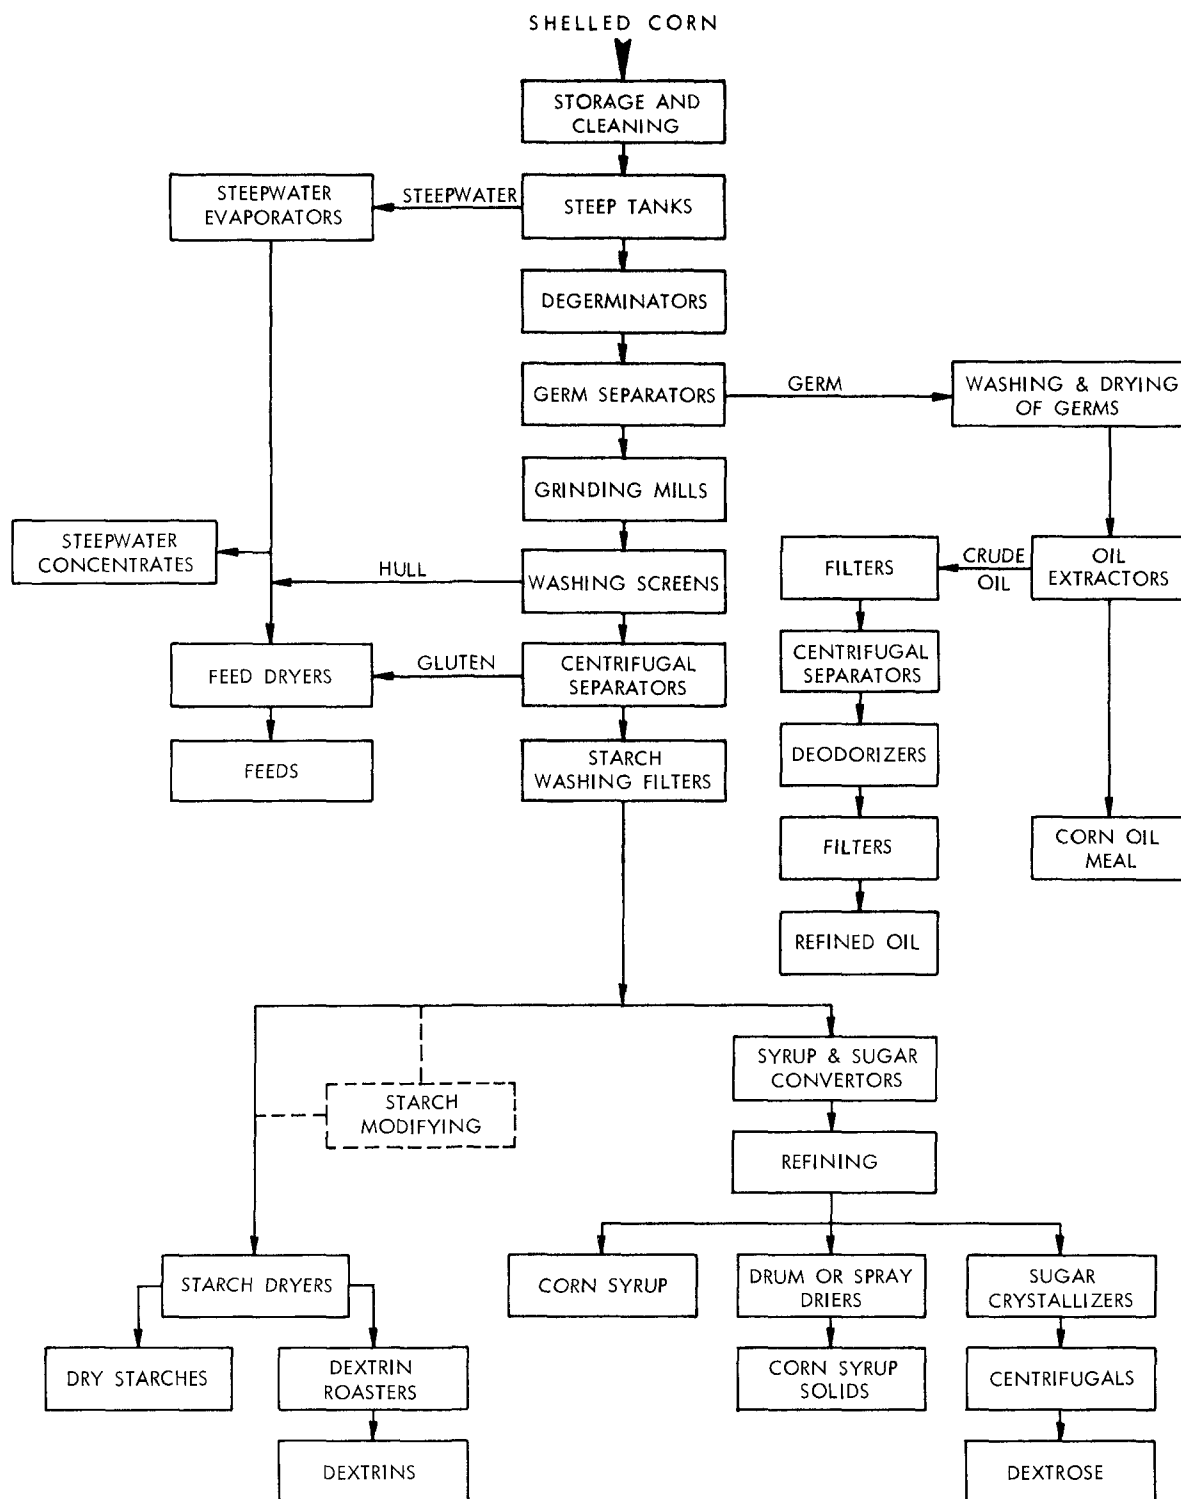 SHELLED CORN
STORAGE AND
CLEANING
STEEPWATER
EVAPORATORS
STEEPWATER
STEEP TANKS
DEGERMINATORS
GERM SEPARATORS
GERM
WASHING & DRYING
OF GERMS
GRINDING MILLS
STEEPWATER
CONCENTRATES
HULL
WASHING SCREENS
FILTERS
CRUDE
OIL
OIL
EXTRACTORS
FEED DRYERS
GLUTEN
CENTRIFUGAL
SEPARATORS
CENTRIFUGAL
SEPARATORS
FEEDS
STARCH
WASHING FILTERS
DEODORIZERS
FILTERS
CORN OIL
MEAL
REFINED OIL
STARCH
MODIFYING
SYRUP & SUGAR
CONVERTORS
REFINING
STARCH DRYERS
CORN SYRUP
DRUM OR SPRAY
DRIERS
SUGAR
CRYSTALLIZERS
DRY STARCHES
DEXTRIN
ROASTERS
CORN SYRUP
SOLIDS
CENTRIFUGALS
DEXTRINS
DEXTROSE